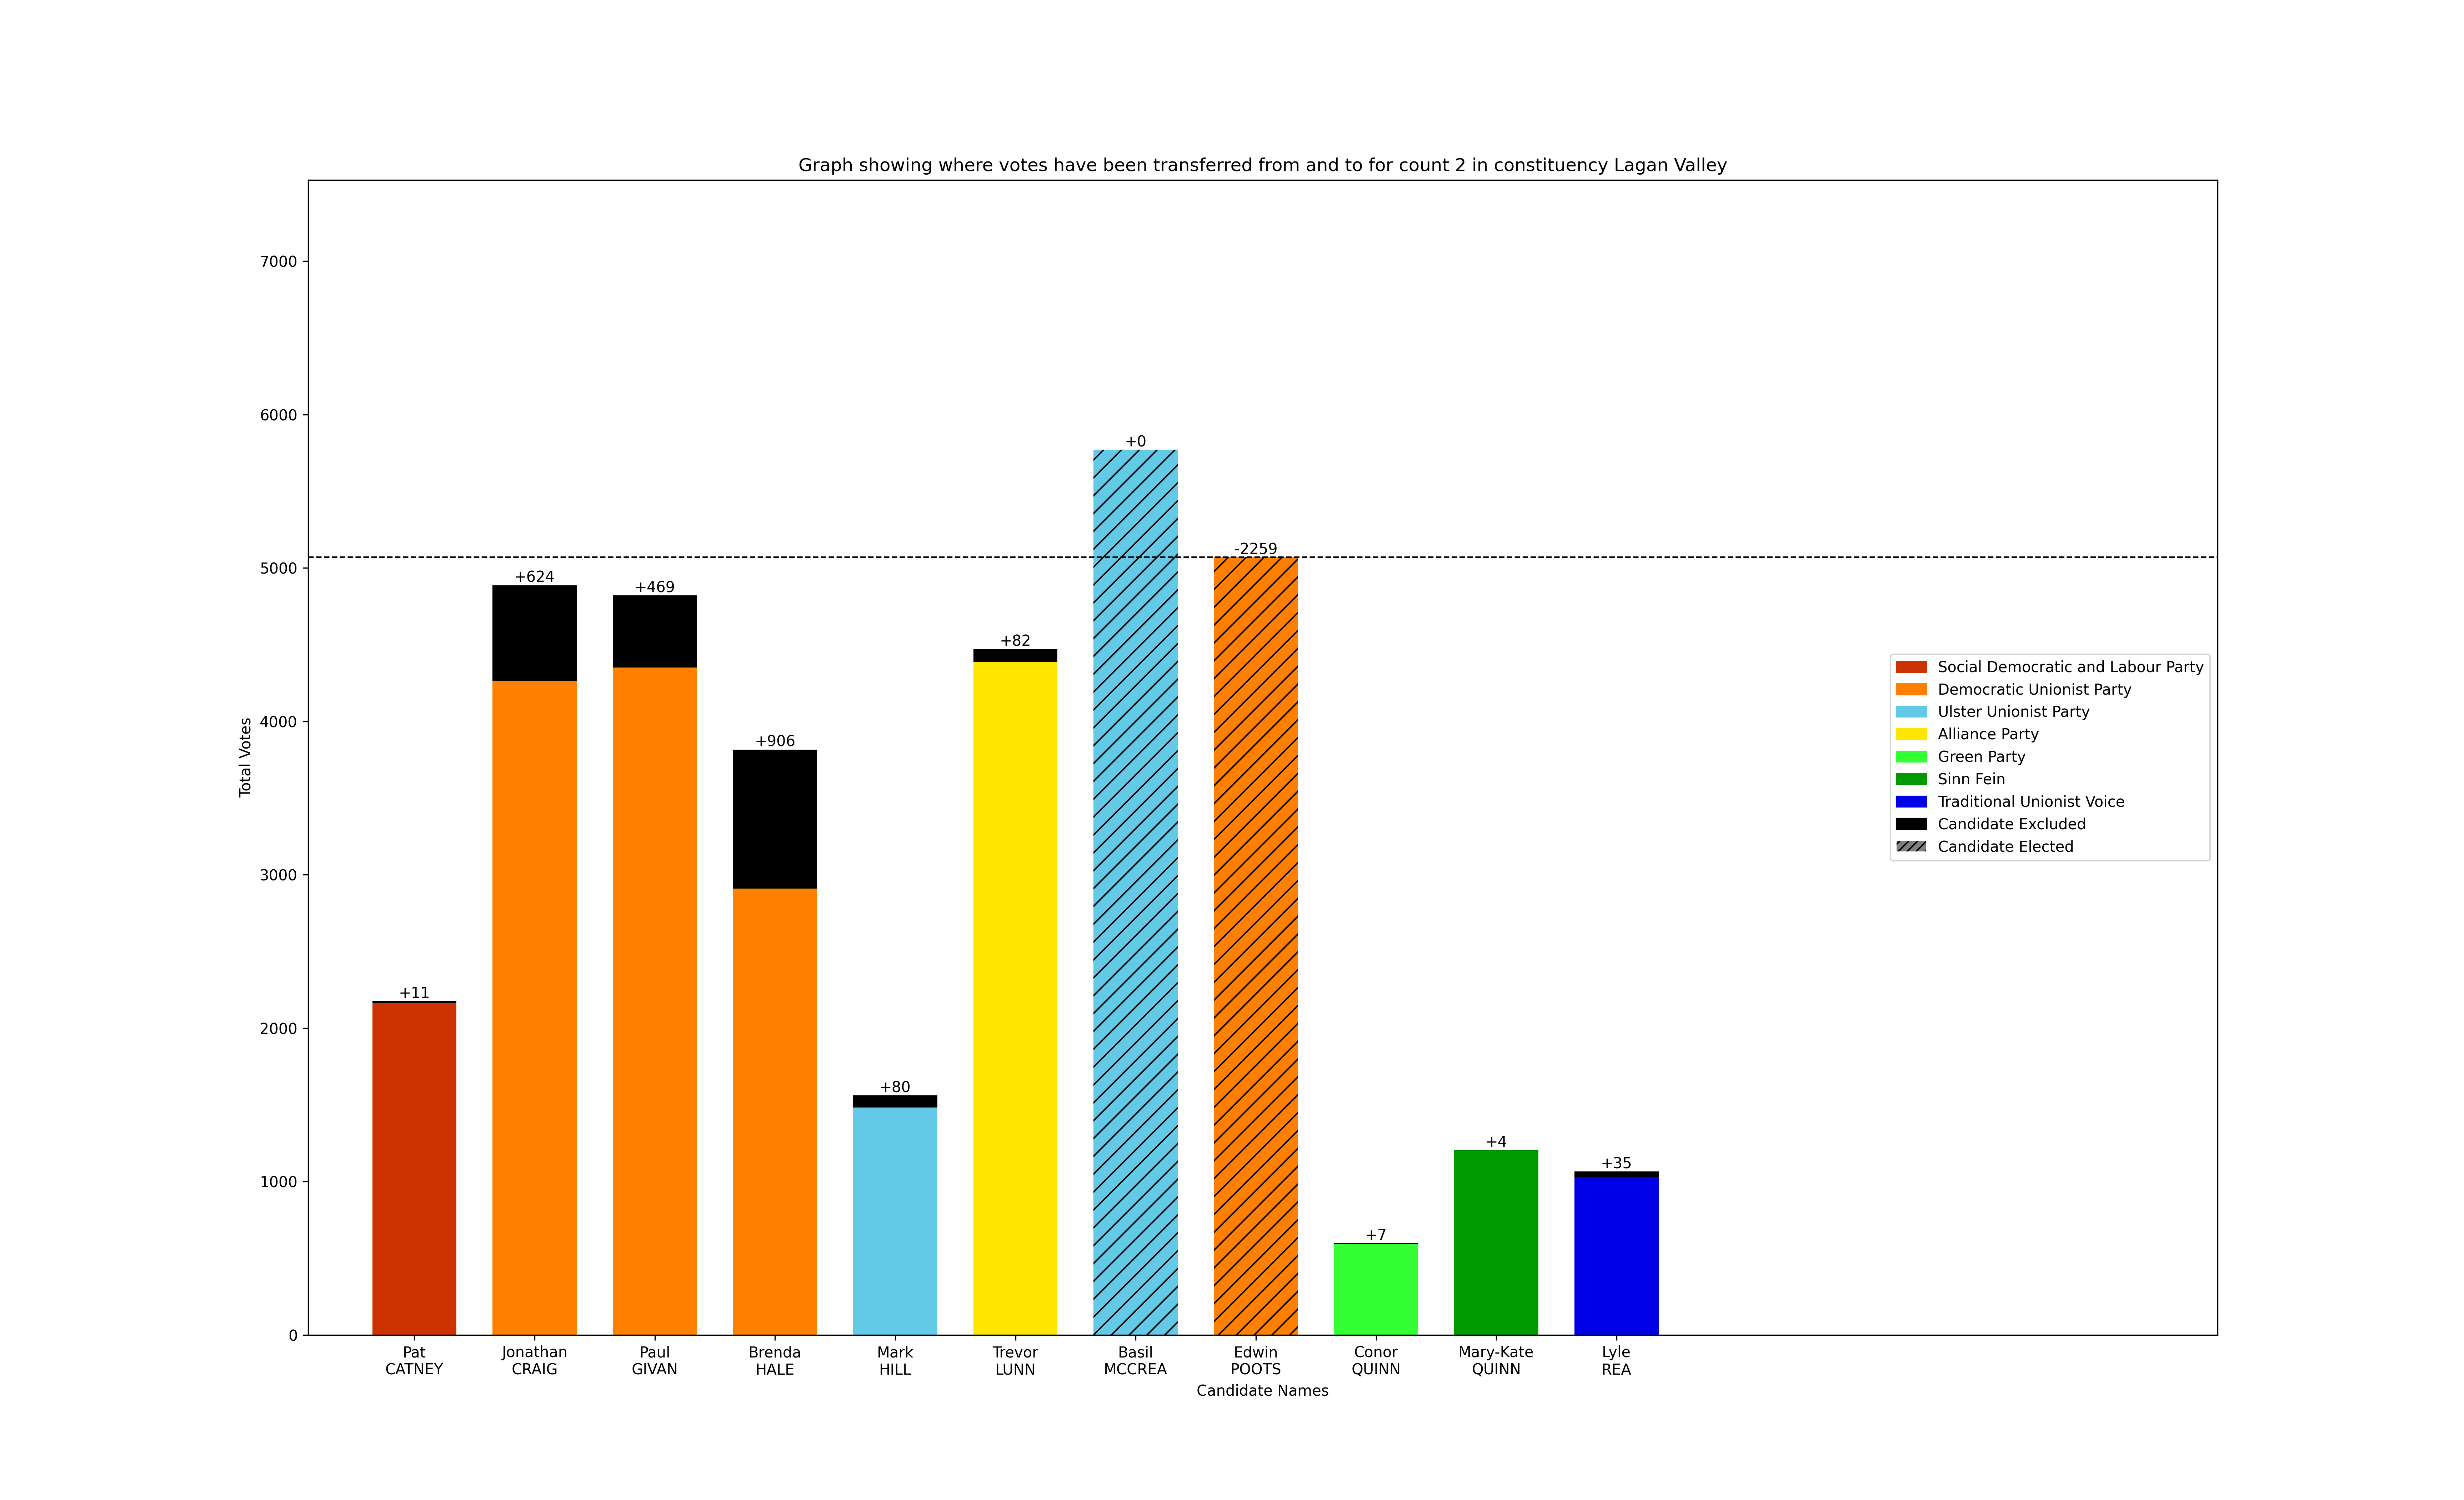 Graph showing where votes have been transferred from and to for count 2 in constituency Lagan Valley
Total Votes
7000
6000
5000
4000
3000
2000
1000
0
+11
+624
+469
+906
+80
+82
+0
-2259
+7
+4
+35
Social Democratic and Labour Party
Democratic Unionist Party
Ulster Unionist Party
Alliance Party
Green Party
Sinn Fein
Traditional Unionist Voice
Candidate Excluded
Candidate Elected
Pat
CATNEY
Jonathan
CRAIG
Paul
GIVAN
Brenda
HALE
Mark
HILL
Trevor
LUNN
Basil
MCCREA
Edwin
POOTS
Conor
QUINN
Mary-Kate
QUINN
Lyle
REA
Candidate Names